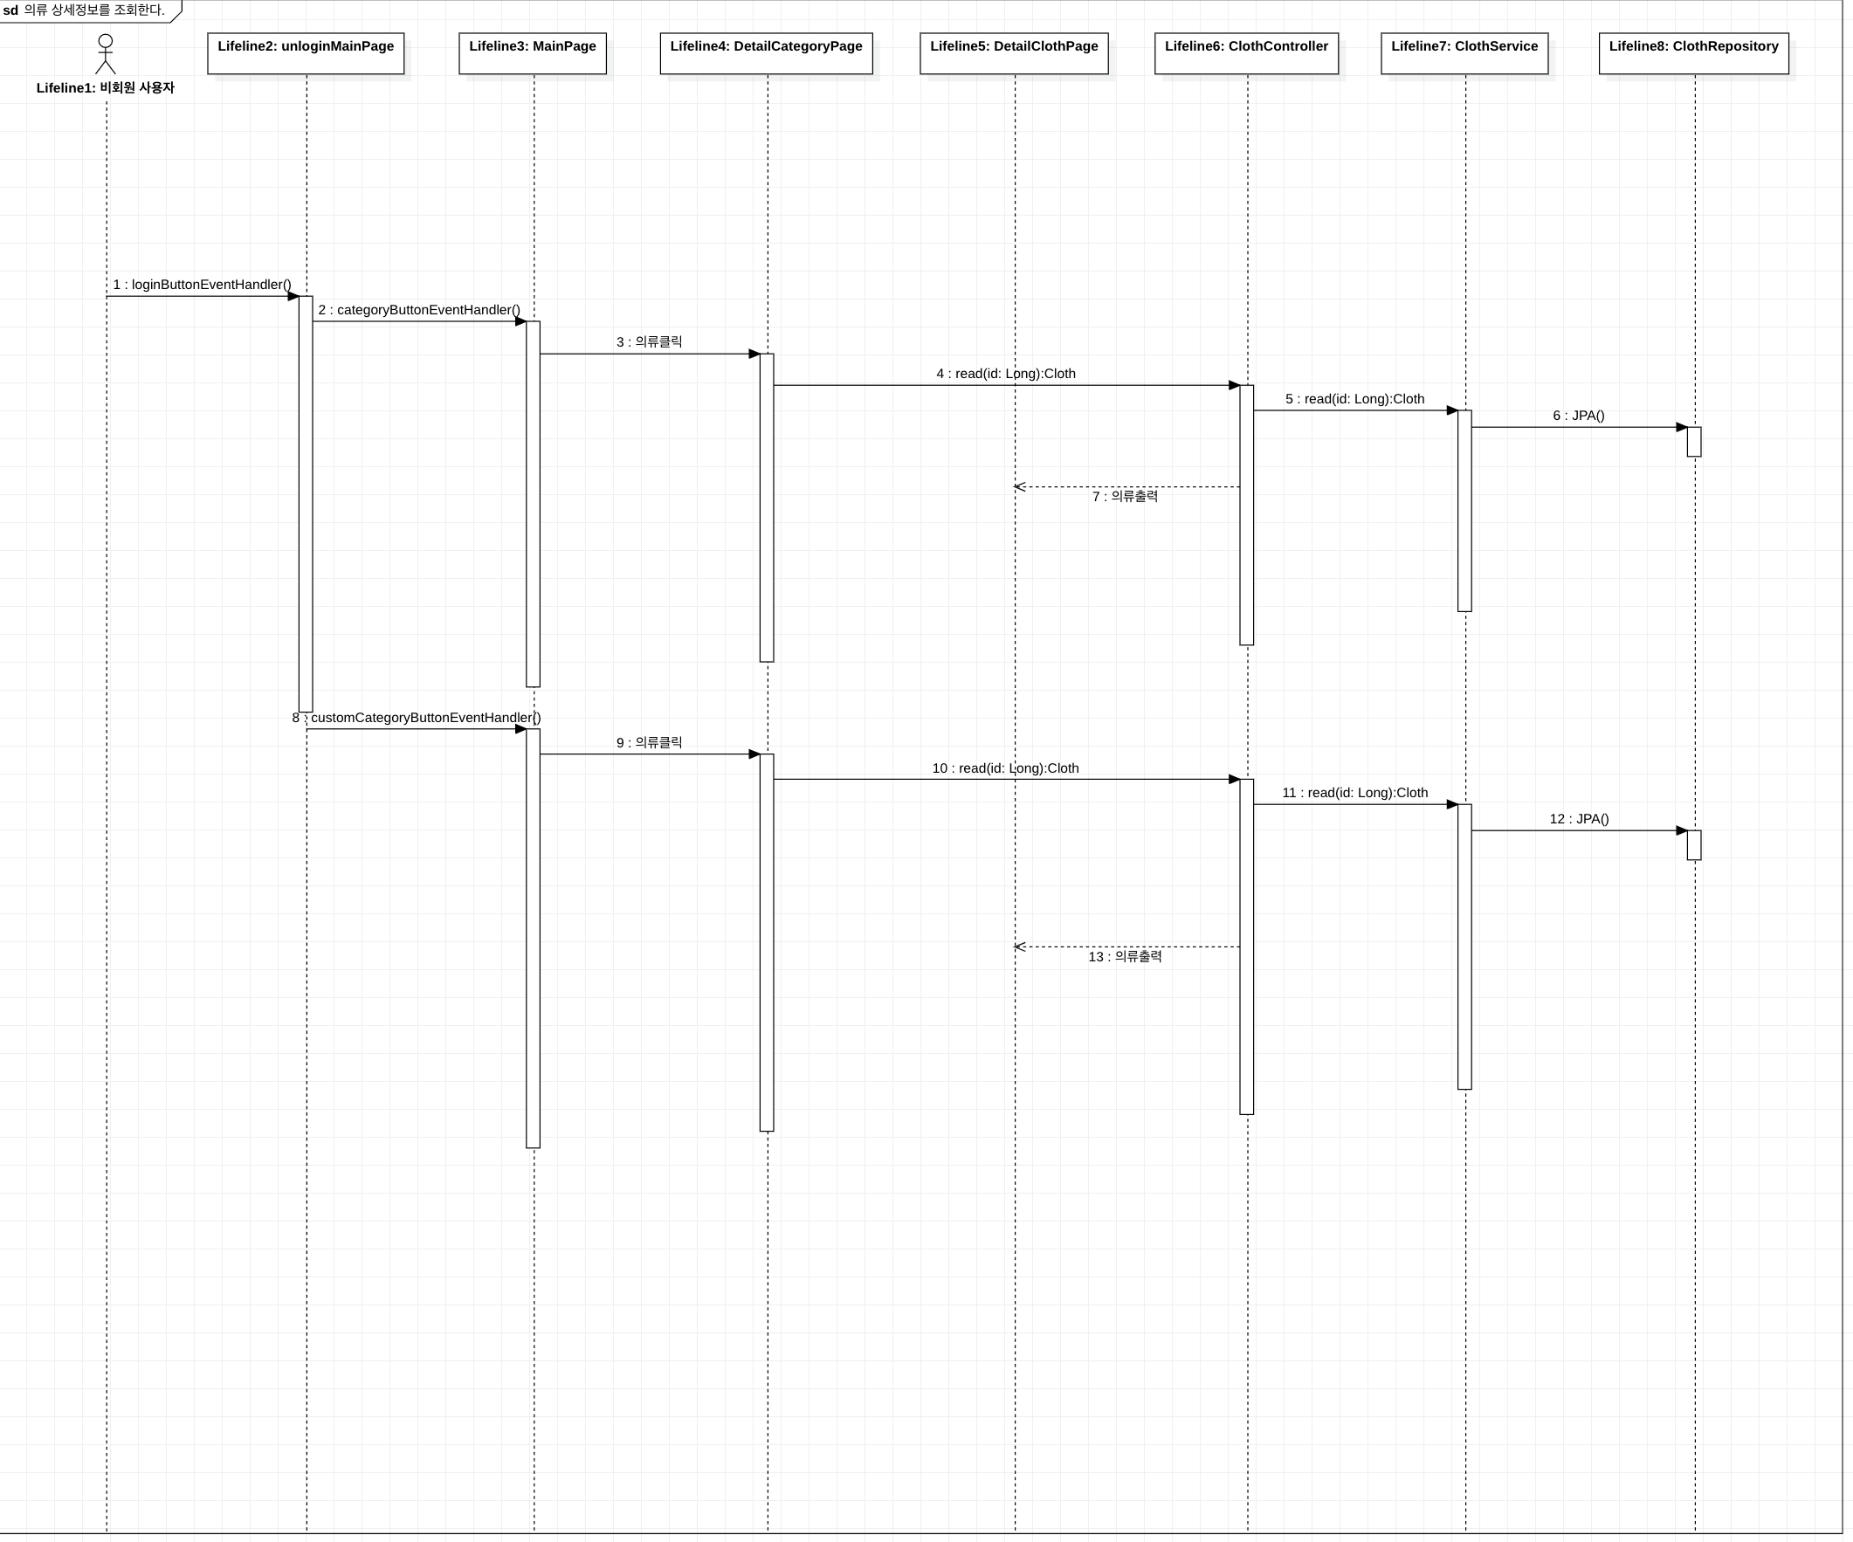 sd 의류 상세정보를 조회한다.
Lifeline1: 비회원 사용자
Lifeline2: unloginMainPage
Lifeline3: MainPage
Lifeline4: DetailCategoryPage
Lifeline5: DetailClothPage
Lifeline6: ClothController
Lifeline7: ClothService
Lifeline8: ClothRepository
1 : loginButtonEventHandler()
2 : categoryButtonEventHandler()
3 : 의류클릭
4 : read(id: Long):Cloth
5 : read(id: Long):Cloth
6 : JPA()
7 : 의류출력
8 : customCategoryButtonEventHandler()
9 : 의류클릭
10 : read(id: Long):Cloth
11 : read(id: Long):Cloth
12 : JPA()
13 : 의류출력